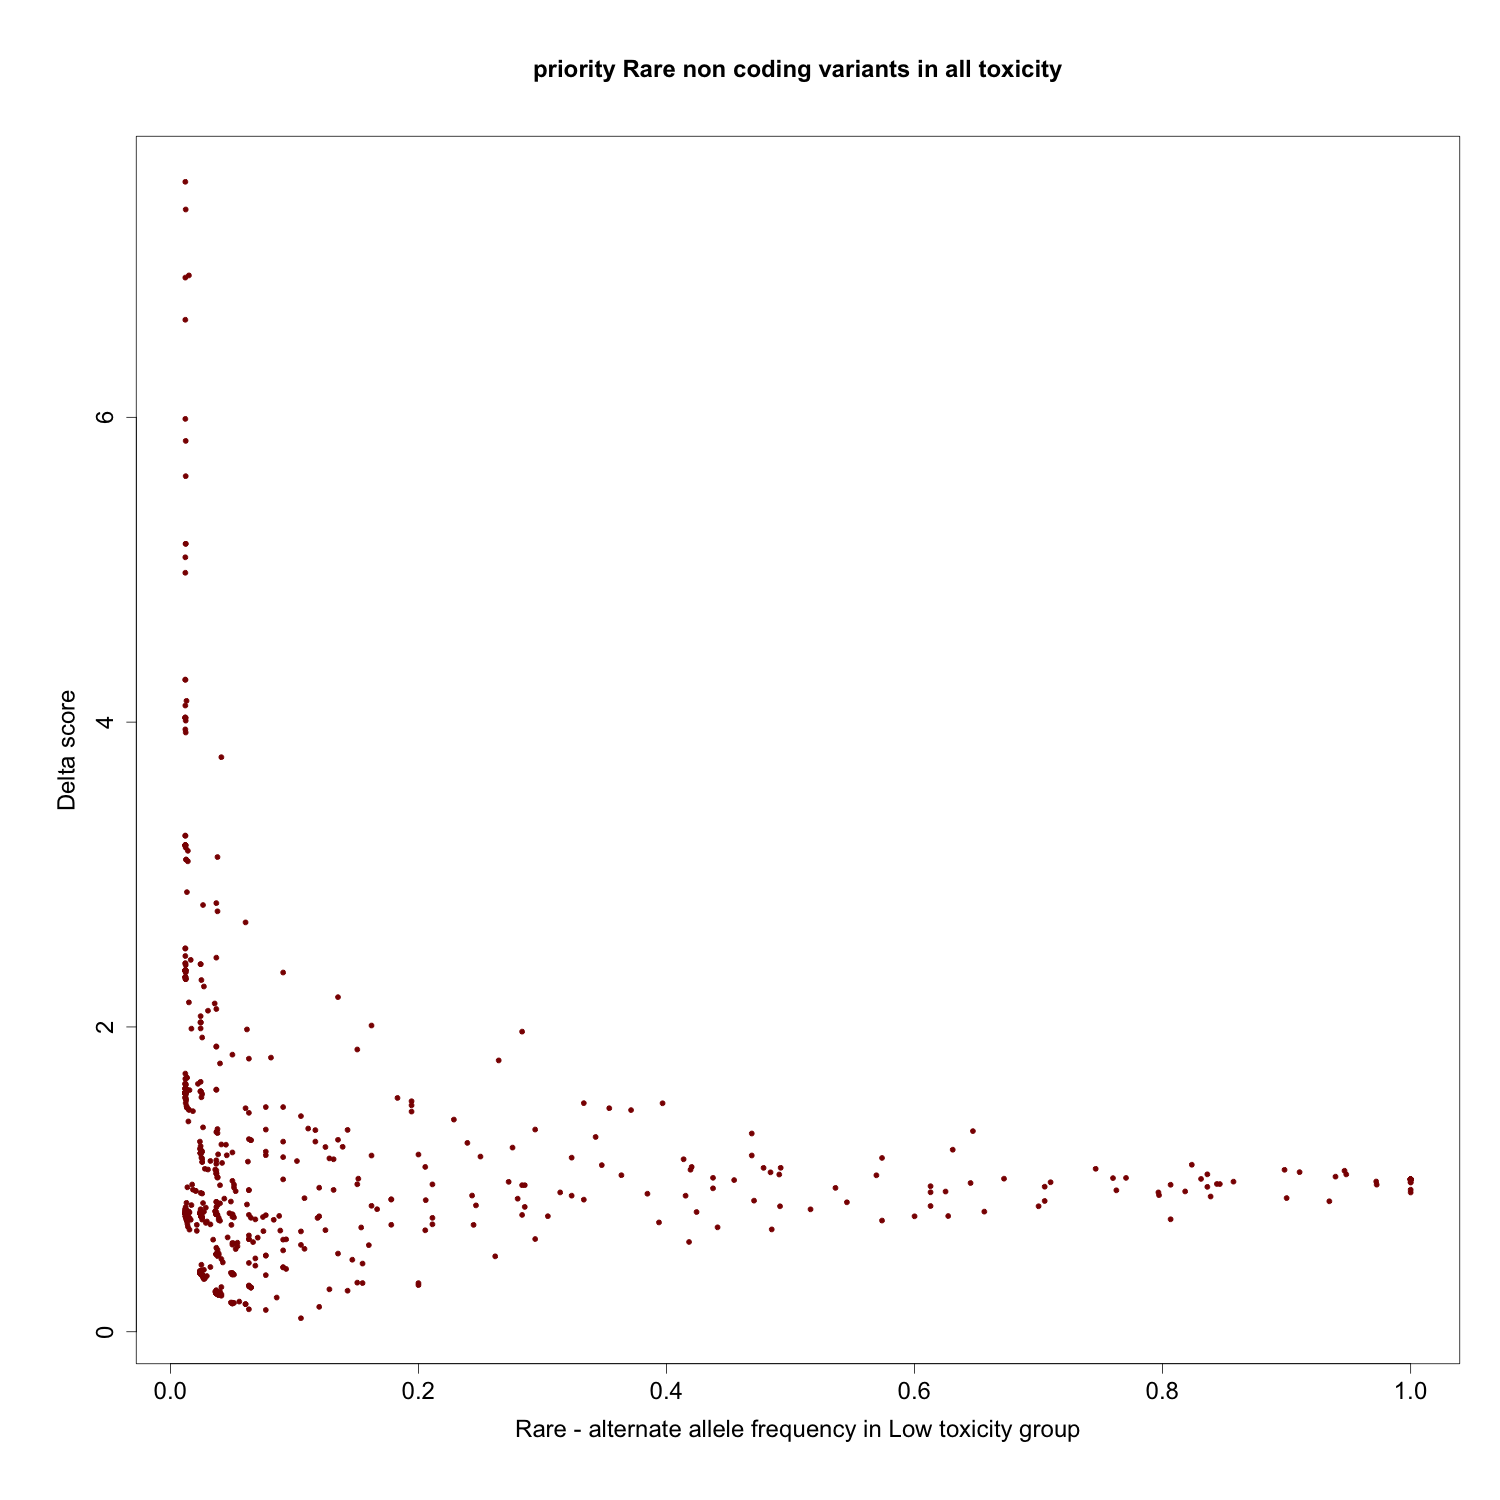 priority Rare non coding variants in all toxicity
6
4
2
0
Delta score
0.0 0.2 0.4 0.6 0.8 1.0
Rare - alternate allele frequency in Low toxicity group